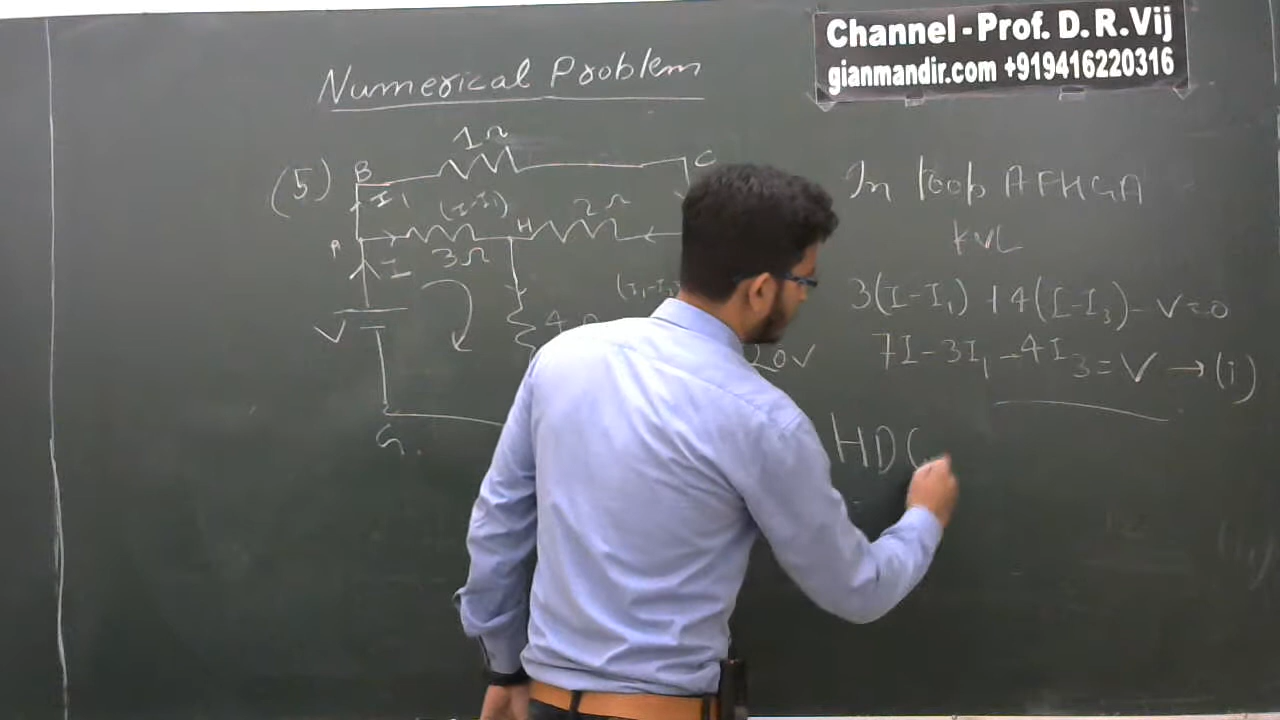 Channel - Prof. D. R. Vij
gianmandir.com +919416220316
Numerical Problem
(5)
1Ω
B
C
I₁
(I-I₁)
2Ω
A
H
3Ω
I
V
4Ω
20V
G
In loop AFHGA
KVL
3(I-I₁) + 4(I-I₃) - V = 0
7I - 3I₁ - 4I₃ = V → (i)
HD